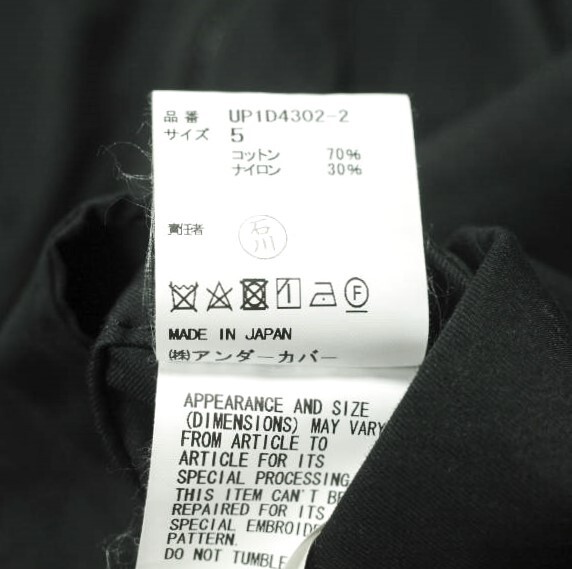 品番 UP1D4302-2
サイズ 5
コットン 70%
ナイロン 30%
責任者 石川
F
MADE IN JAPAN
(株)アンダーカバー
APPEARANCE AND SIZE
(DIMENSIONS) MAY VARY
FROM ARTICLE TO
ARTICLE FOR ITS
SPECIAL PROCESSING
THIS ITEM CAN'T BE
REPAIRED FOR ITS
SPECIAL EMBROID
PATTERN.
DO NOT TUMBLE